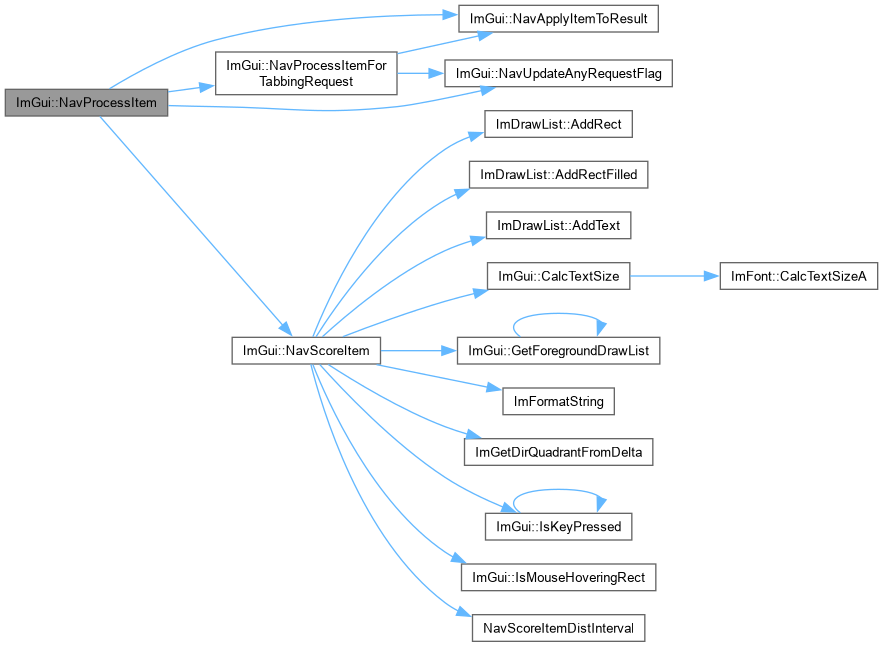 ImGui::NavProcessItem
ImGui::NavProcessItemFor
TabbingRequest
ImGui::NavScoreItem
ImGui::NavApplyItemToResult
ImGui::NavUpdateAnyRequestFlag
ImDrawList::AddRect
ImDrawList::AddRectFilled
ImDrawList::AddText
ImGui::CalcTextSize
ImGui::GetForegroundDrawList
ImFormatString
ImGetDirQuadrantFromDelta
ImGui::IsKeyPressed
ImGui::IsMouseHoveringRect
NavScoreItemDistInterval
ImFont::CalcTextSizeA